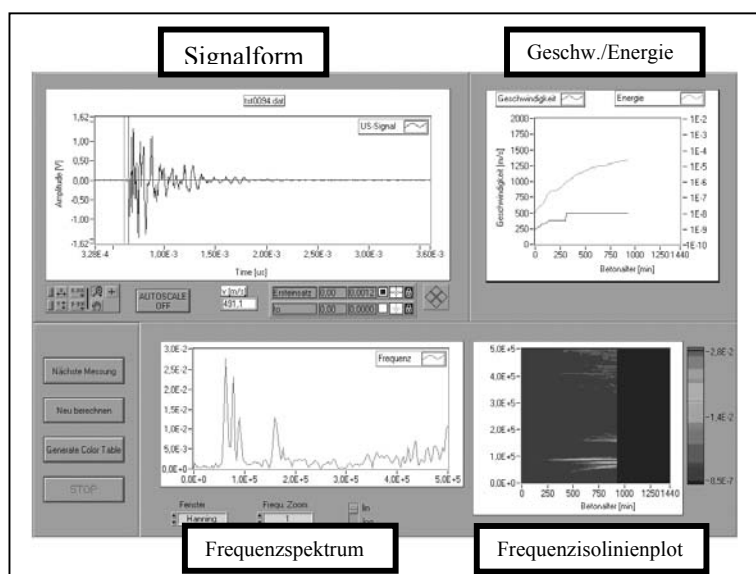 Signalform
Geschw./Energie
tst0094.dat
US-Signal
Amplitude [V]
1,62
1,00
0,50
0,00
-0,50
-1.00
-1.62
3.28E-4
1,00E-3
1,50E-3
2.00E-3
2.50E-3
3.00E-3
3.60E-3
Time [us]
AUTOSCALE
OFF
v [m/s]
491,1
Ersteinsatz 0,00 0,0012
to 0,00 0,0000
Geschwindigkeit
Energie
Geschwindigkeit [m/s]
2000
1750
1500
1250
1000
750
500
250
0
1E-2
1E-3
1E-4
1E-5
1E-6
1E-7
1E-8
1E-9
1E-10
0
250
500
750
1000
1250
1440
Betonalter [min]
Nächste Messung
Neu berechnen
Generate Color Table
STOP
Frequenz
3.0E-2
2.5E-2
2,0E-2
1,5E-2
1,0E-2
5,0E-3
0.0E+0
0.0E+0
1.0E+5
2.0E+5
3.0E+5
4.0E+5
5.0E+5
Fenster
Hanning
Frequ. Zoom
1
lin
Frequenzspektrum
5.0E+5
4.0E+5
3.0E+5
2.0E+5
1.0E+5
0.0E+0
0
250
500
750
1000
1250
1440
Betonalter [min]
2,8E-2
1,4E-2
8,5E-7
Frequenzisolinienplot